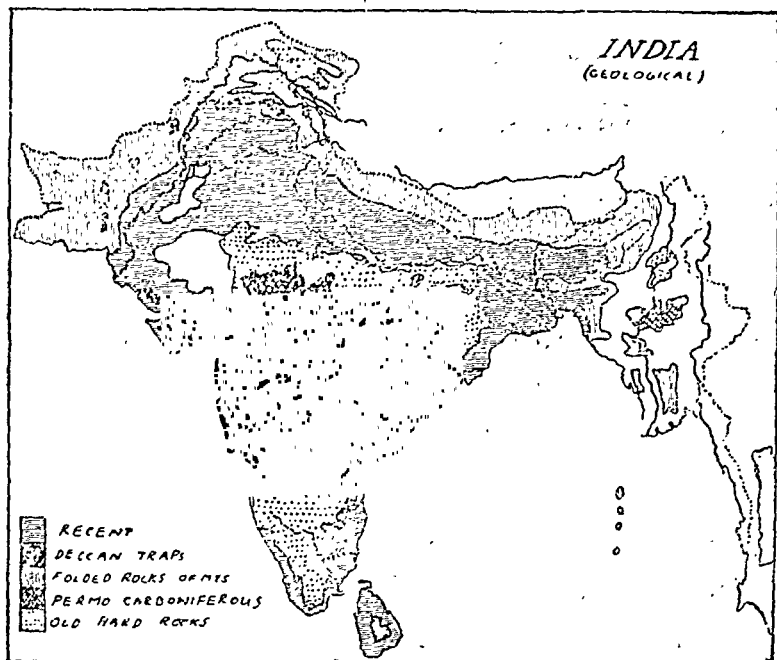 INDIA
(GEOLOGICAL)
RECENT
DECCAN TRAPS
FOLDED ROCKS OF MTS
PERMO CARBONIFEROUS
OLD HARD ROCKS